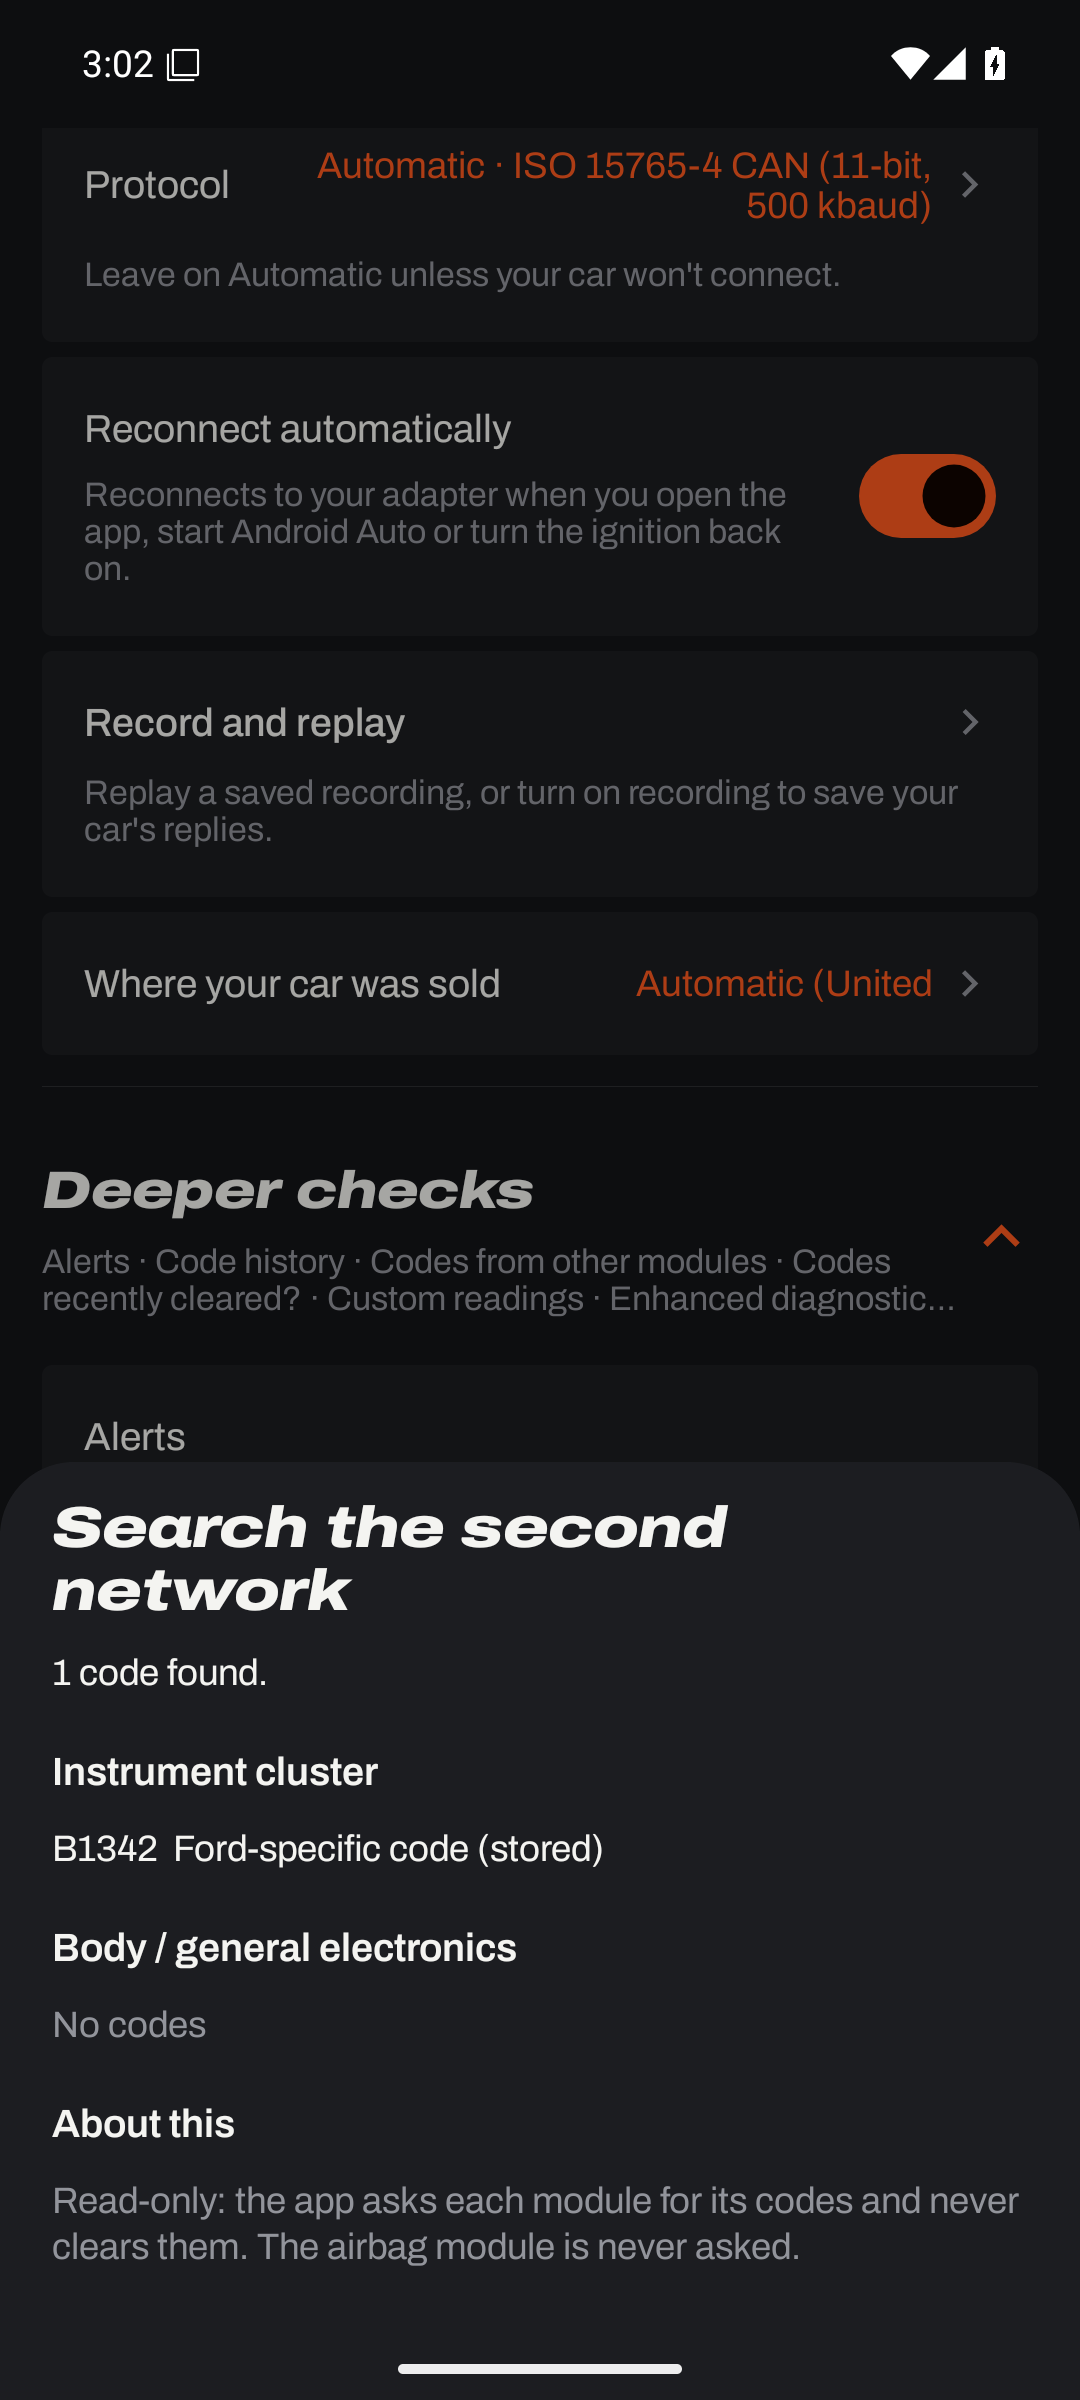 3:02
Protocol
Automatic · ISO 15765-4 CAN (11-bit,
500 kbaud)
Leave on Automatic unless your car won't connect.
Reconnect automatically
Reconnects to your adapter when you open the
app, start Android Auto or turn the ignition back
on.
Record and replay
Replay a saved recording, or turn on recording to save your
car's replies.
Where your car was sold
Automatic (United
Deeper checks
Alerts · Code history · Codes from other modules · Codes
recently cleared? · Custom readings · Enhanced diagnostic...
Alerts
Search the second
network
1 code found.
Instrument cluster
B1342 Ford-specific code (stored)
Body / general electronics
No codes
About this
Read-only: the app asks each module for its codes and never
clears them. The airbag module is never asked.